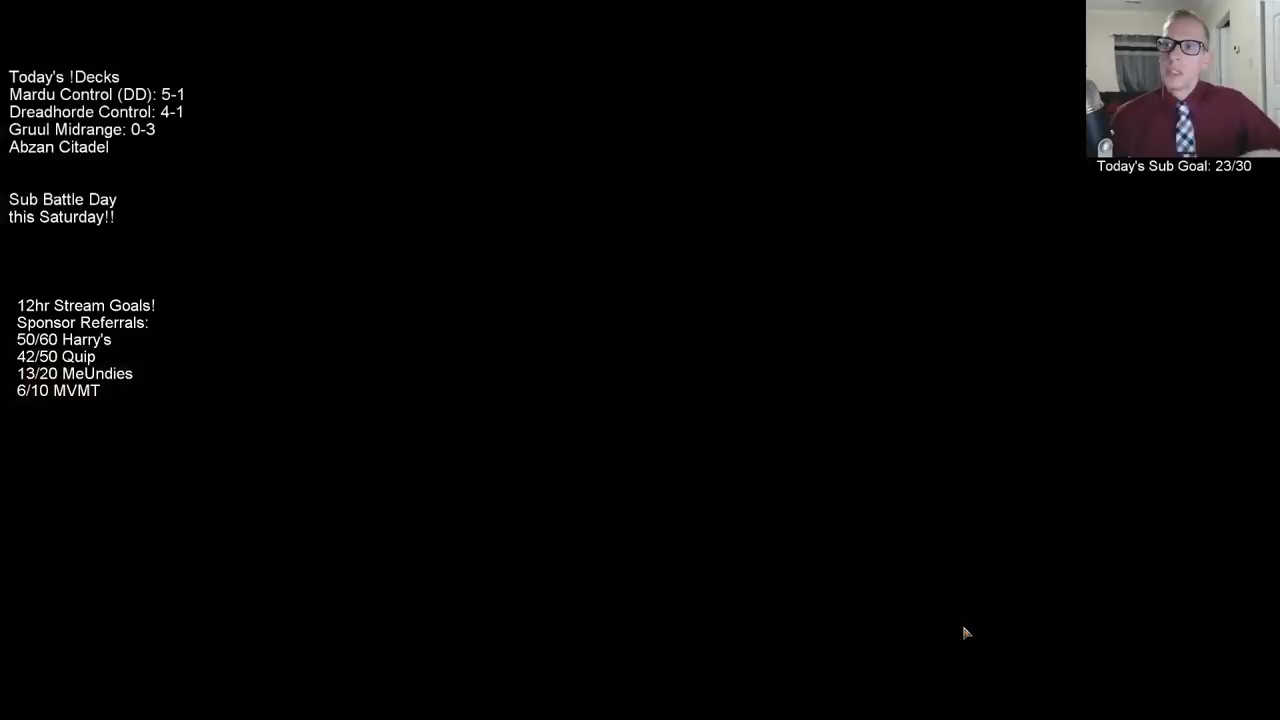 Today's !Decks
Mardu Control (DD): 5-1
Dreadhorde Control: 4-1
Gruul Midrange: 0-3
Abzan Citadel
Sub Battle Day
this Saturday!!
12hr Stream Goals!
Sponsor Referrals:
50/60 Harry's
42/50 Quip
13/20 MeUndies
6/10 MVMT
Today's Sub Goal: 23/30